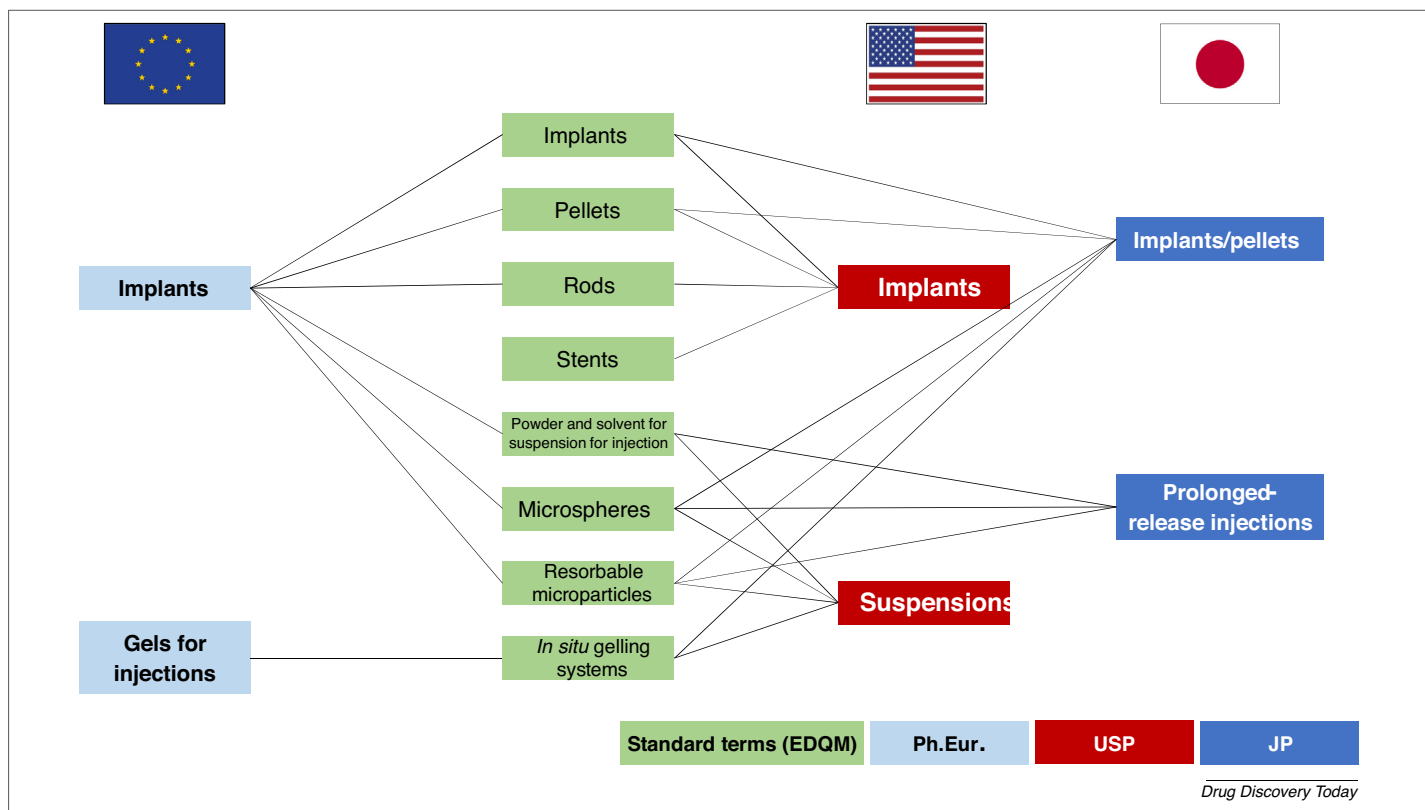 Implants
Pellets
Implants/pellets
Rods
Implants
Implants
Stents
Powder and solvent for
suspension for injection
Microspheres
Prolonged-
release injections
Resorbable
microparticles
Suspensions
Gels for
injections
In situ gelling
systems
Standard terms (EDQM)
Ph.Eur.
USP
JP
Drug Discovery Today